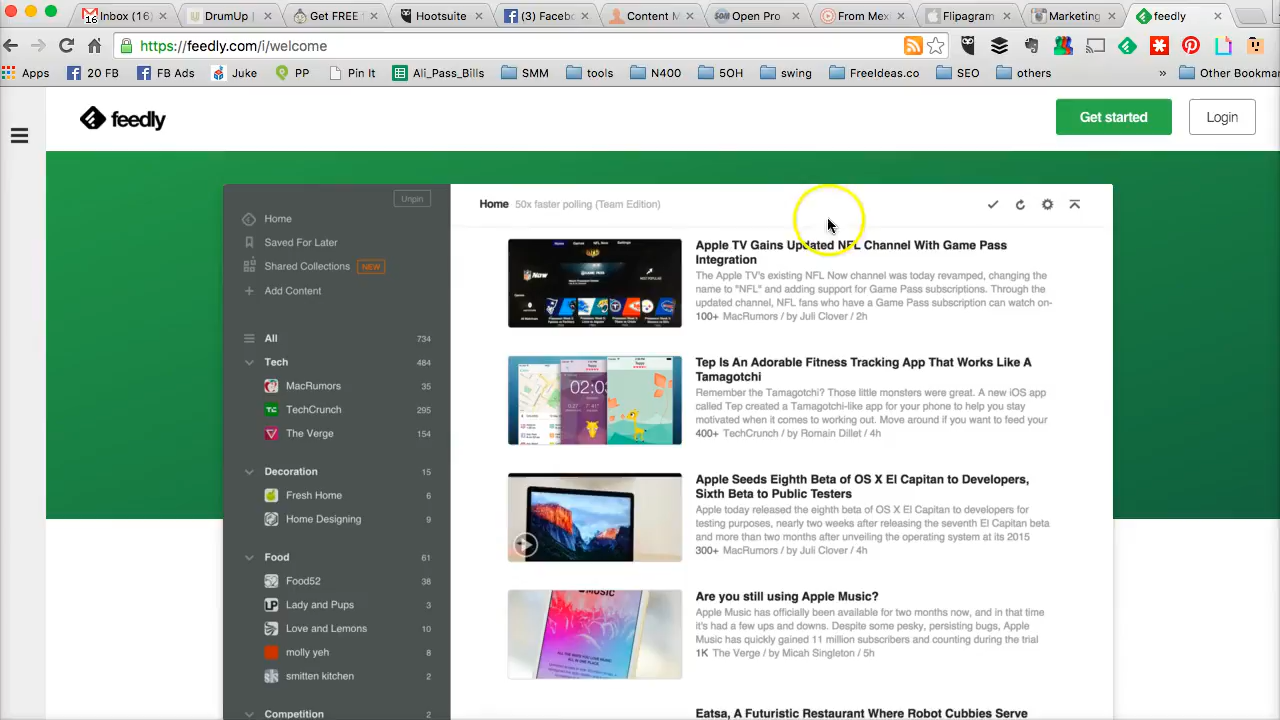 Inbox
DrumUp
@ FREE
Hotsuite
(3) Faceb
Content M
Open Pro
From Mex
Flipagram
Marketing
feedly
https://feedly.com/i/welcome
Apps
20 FB
FB Ads
Juke
PP
Pin It
Ali_Pass_Bills
SMM
tools
N400
5OH
swing
FreeIdeas.co
SEO
others
»
Other Bookma
feedly
Get started
Login
Unpin
Home
Saved For Later
Shared Collections NEW
Add Content
All 734
Tech 484
MacRumors 35
TechCrunch 295
The Verge 154
Decoration 15
Fresh Home 6
Home Designing 9
Food 61
Food52 38
Lady and Pups 3
Love and Lemons 10
molly yeh 8
smitten kitchen 2
Competition 2
Home 50x faster polling (Team Edition)
Apple TV Gains Updated NFL Channel With Game Pass
Integration
The Apple TV's existing NFL Now channel was today revamped, changing the
name to "NFL" and adding support for Game Pass subscriptions. Through the
updated channel, NFL fans who have a Game Pass subscription can watch on-
100+ MacRumors / by Juli Clover / 2h
Tep Is An Adorable Fitness Tracking App That Works Like A
Tamagotchi
Remember the Tamagotchi? Those little monsters were great. A new iOS app
called Tep created a Tamagotchi-like app for your phone to help you stay
motivated when it comes to working out. Move around if you want to feed your
400+ TechCrunch / by Romain Dillet / 4h
Apple Seeds Eighth Beta of OS X El Capitan to Developers,
Sixth Beta to Public Testers
Apple today released the eighth beta of OS X El Capitan to developers for
testing purposes, nearly two weeks after releasing the seventh El Capitan beta
and more than two months after unveiling the operating system at its 2015
300+ MacRumors / by Juli Clover / 4h
MUSIC
Are you still using Apple Music?
Apple Music has officially been available for two months now, and in that time
it's had a few ups and downs. Despite some pesky, persisting bugs, Apple
Music has quickly gained 11 million subscribers and counting during the trial
1K The Verge / by Micah Singleton / 5h
Eatsa, A Futuristic Restaurant Where Robot Cubbies Serve